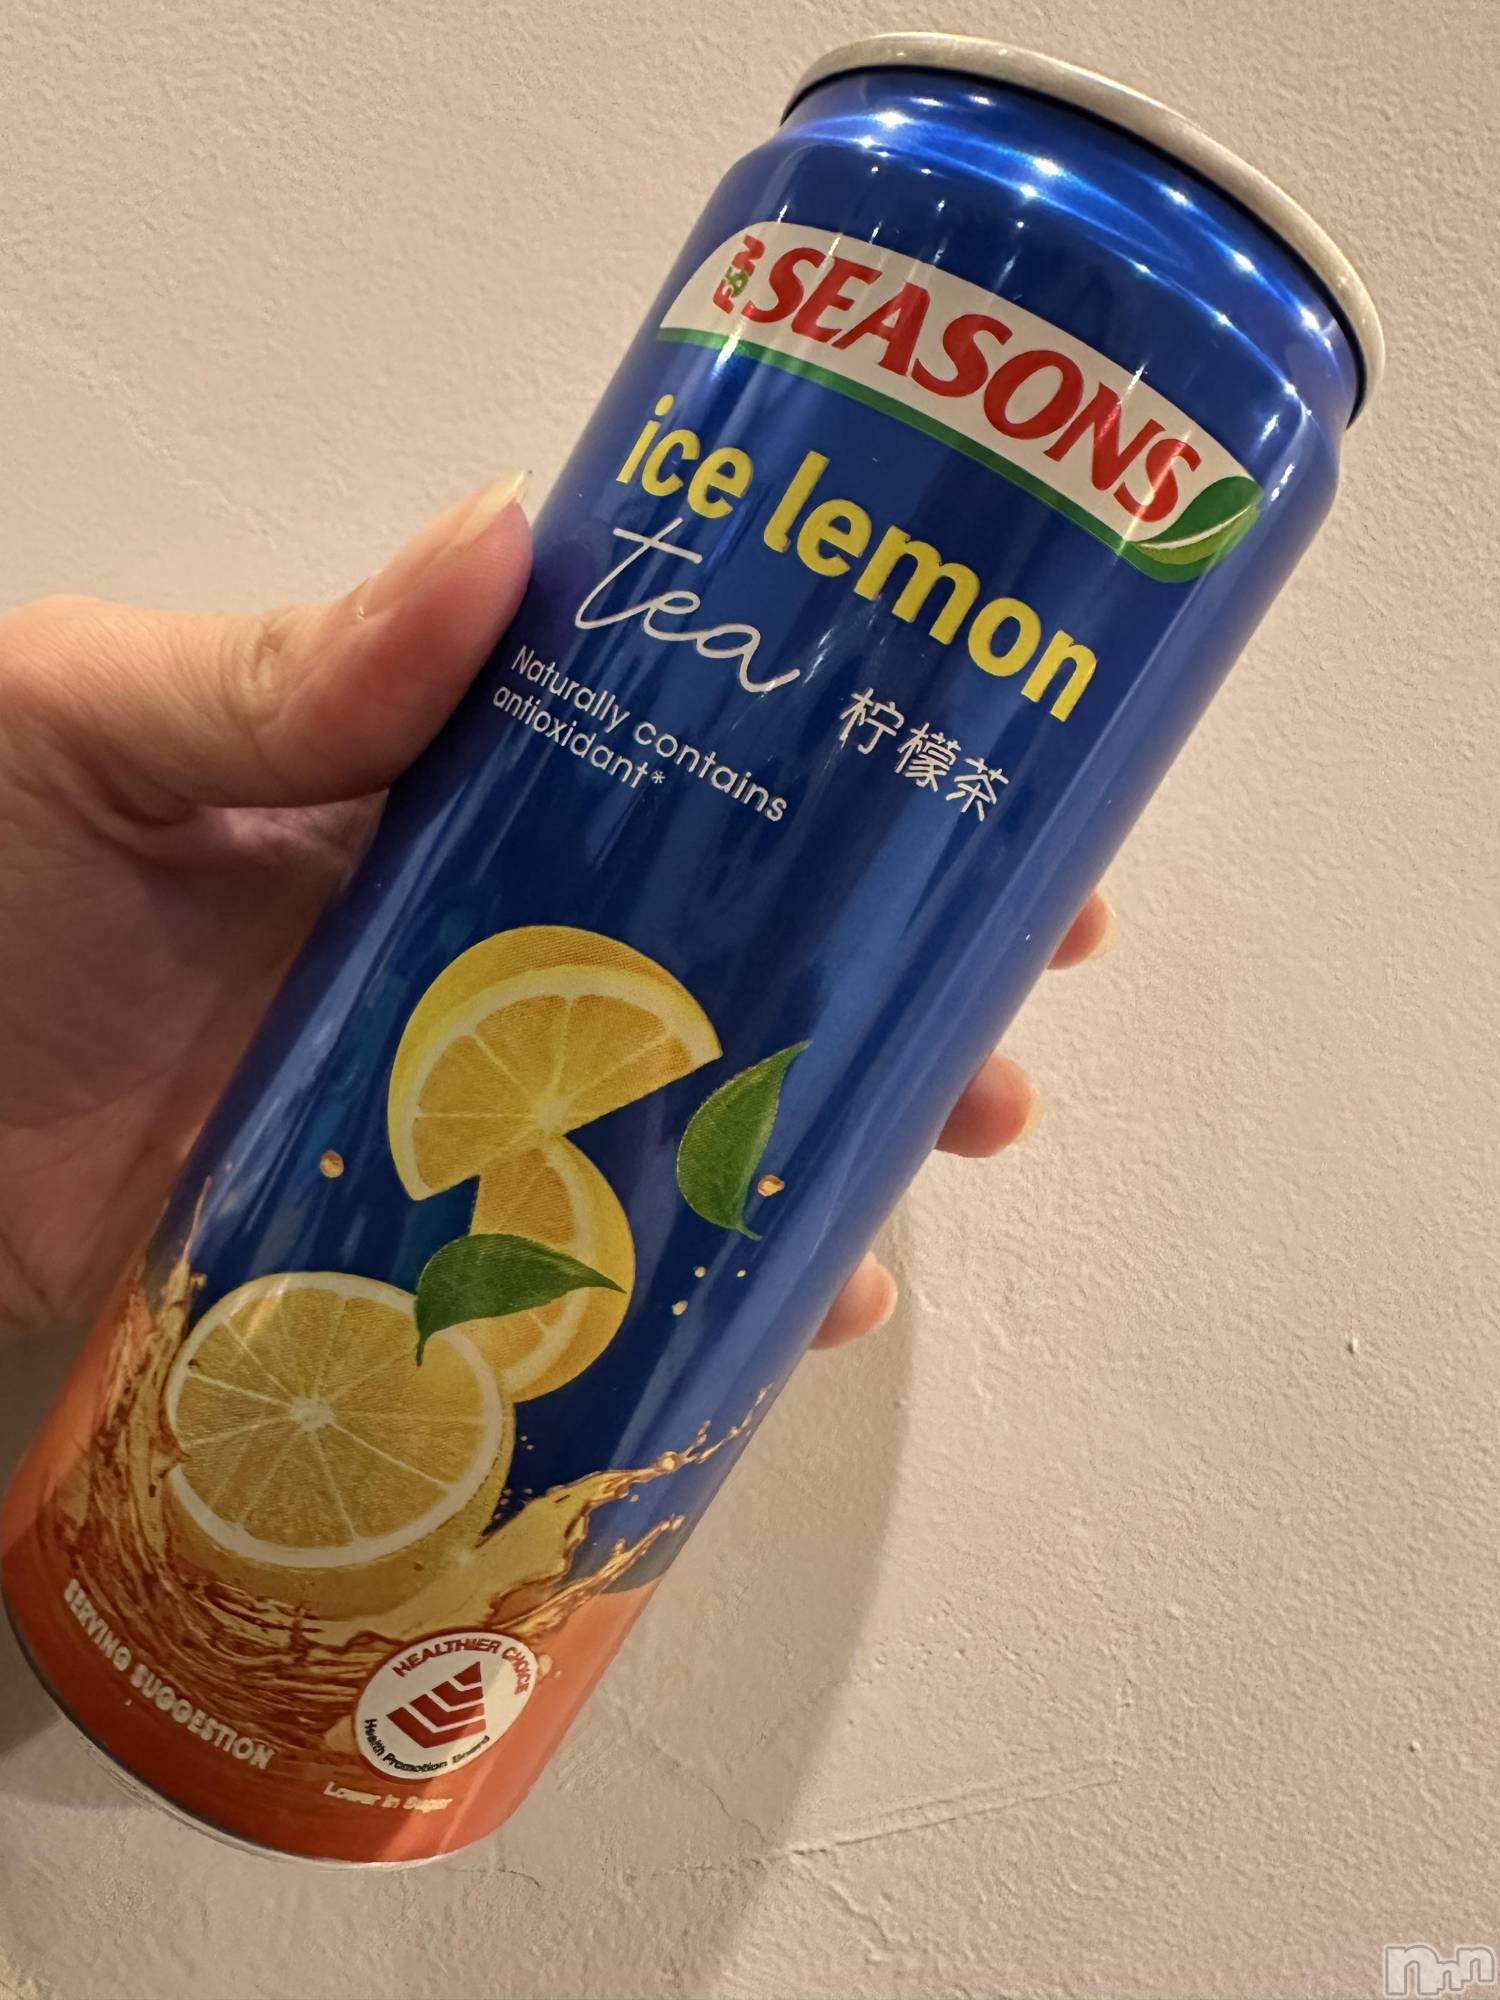 F&N SEASONS
ice lemon
tea
柠檬茶
Naturally contains
antioxidant*
SERVING SUGGESTION
HEALTHIER CHOICE
Health Promotion Board
Lower in Sugar
nnn